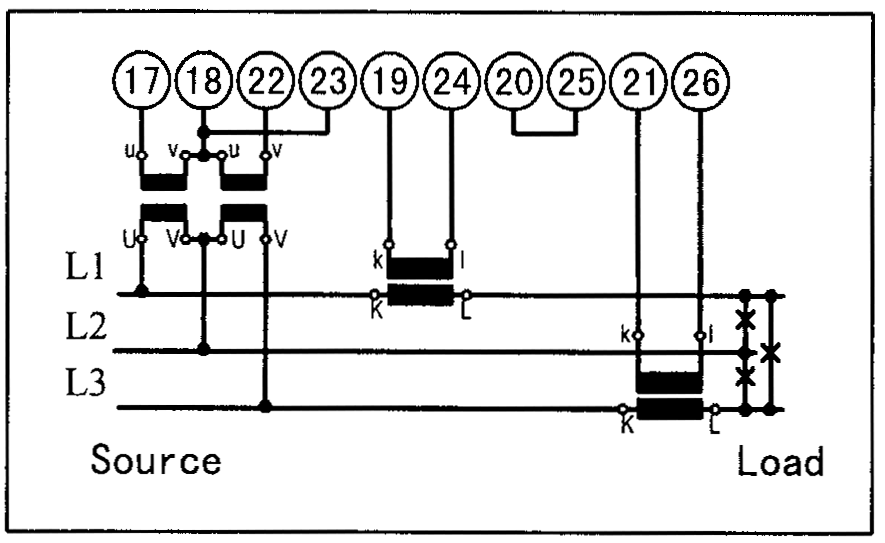 17 18 22 23 19 24 20 25 21 26
u v u v
U V U V
k l
L1
K L
L2
k l
L3
K L
Source Load